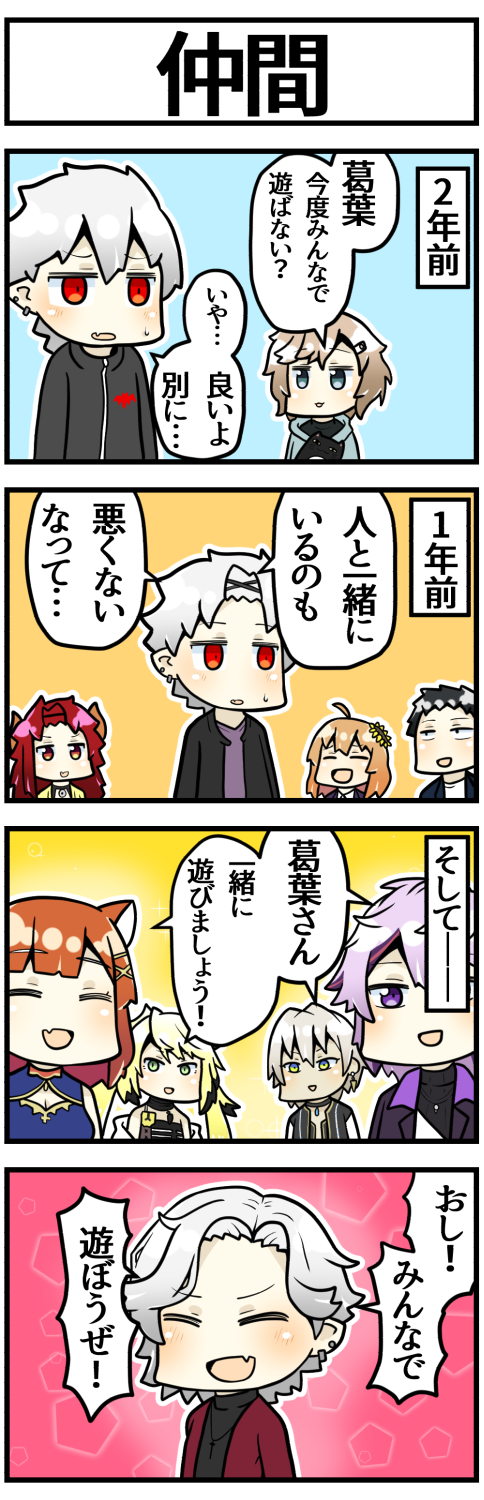 仲間
2年前
葛葉
今度みんなで
遊ばない?
いや…
良いよ
別に…
1年前
人と一緒に
いるのも
悪くない
なって…
そして――
葛葉さん
一緒に
遊びましょう!
おし!
みんなで
遊ぼうぜ!